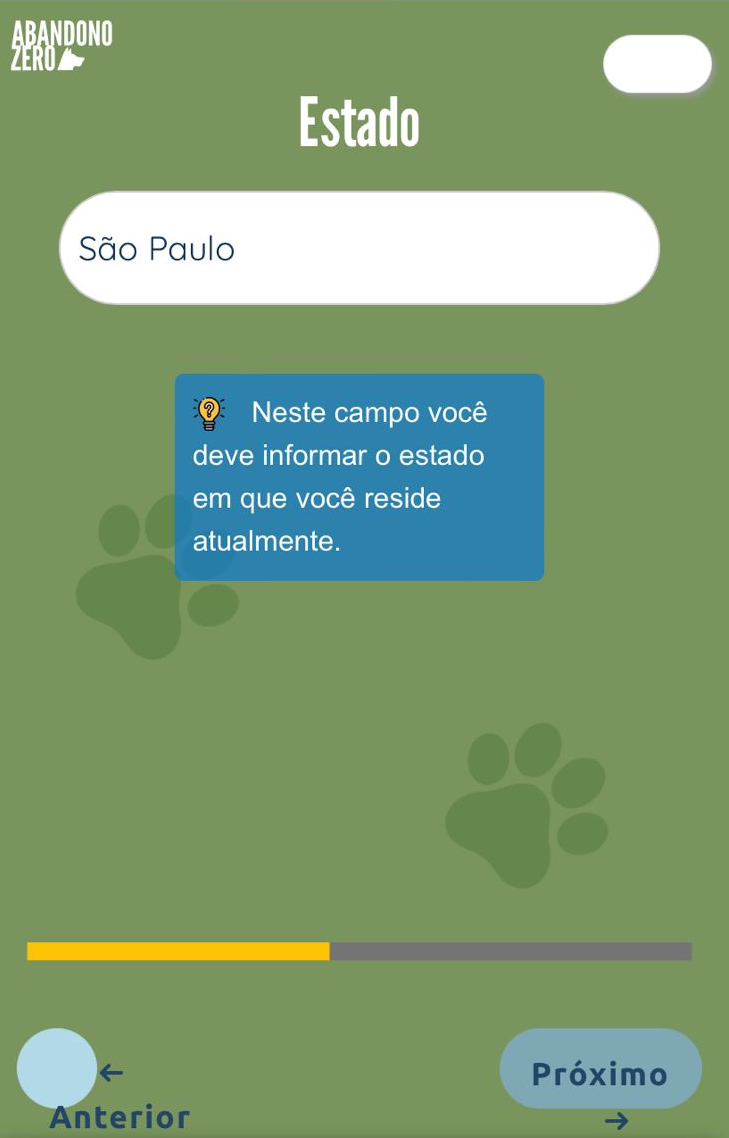 ABANDONO
ZERO
Estado
São Paulo
Neste campo você
deve informar o estado
em que você reside
atualmente.
←
Anterior
Próximo
→